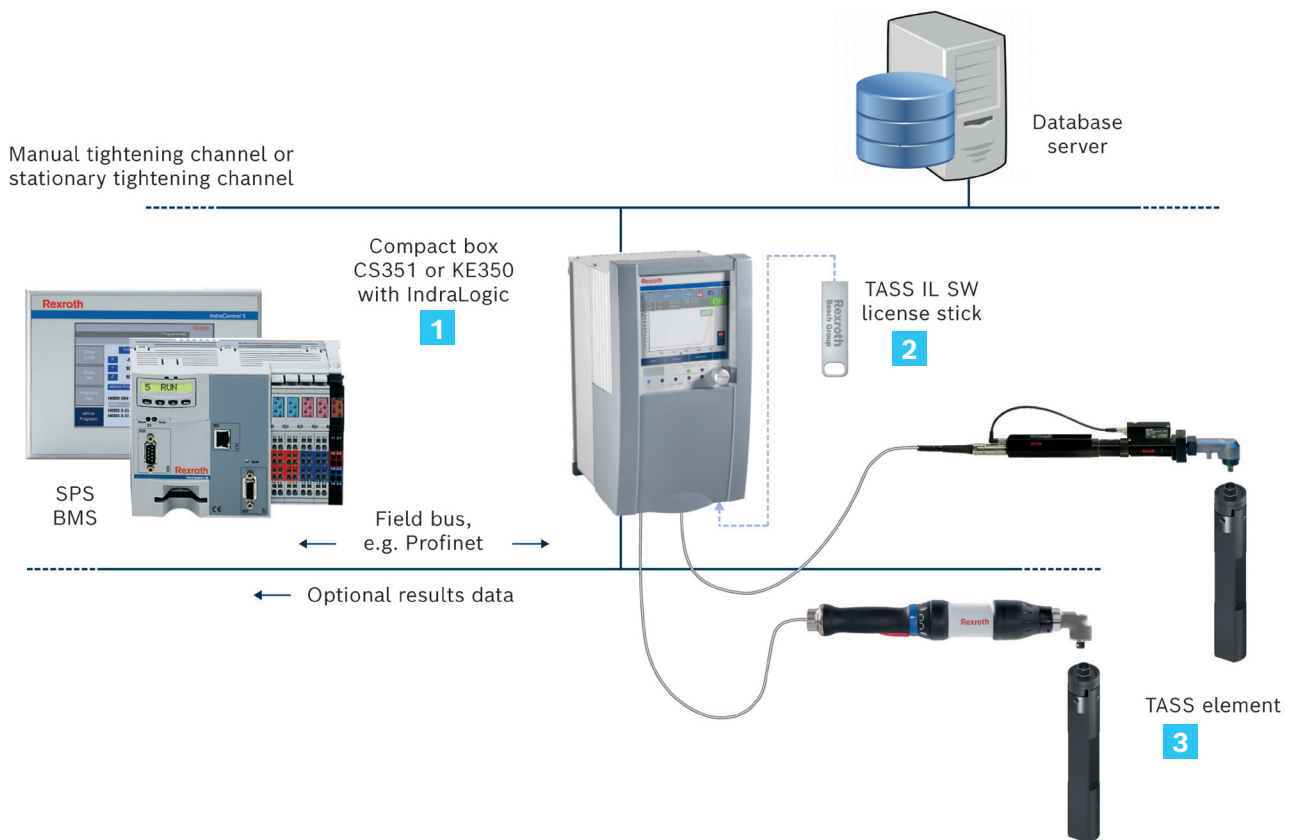 Database
server
Manual tightening channel or
stationary tightening channel
Compact box
CS351 or KE350
with IndraLogic
1
TASS IL SW
license stick
2
Rexroth
Bosch Group
Rexroth
OK
Rexroth
IndraControl V
5 RUN
Rexroth
SPS
BMS
Field bus,
e.g. Profinet
Optional results data
Rexroth
TASS element
3